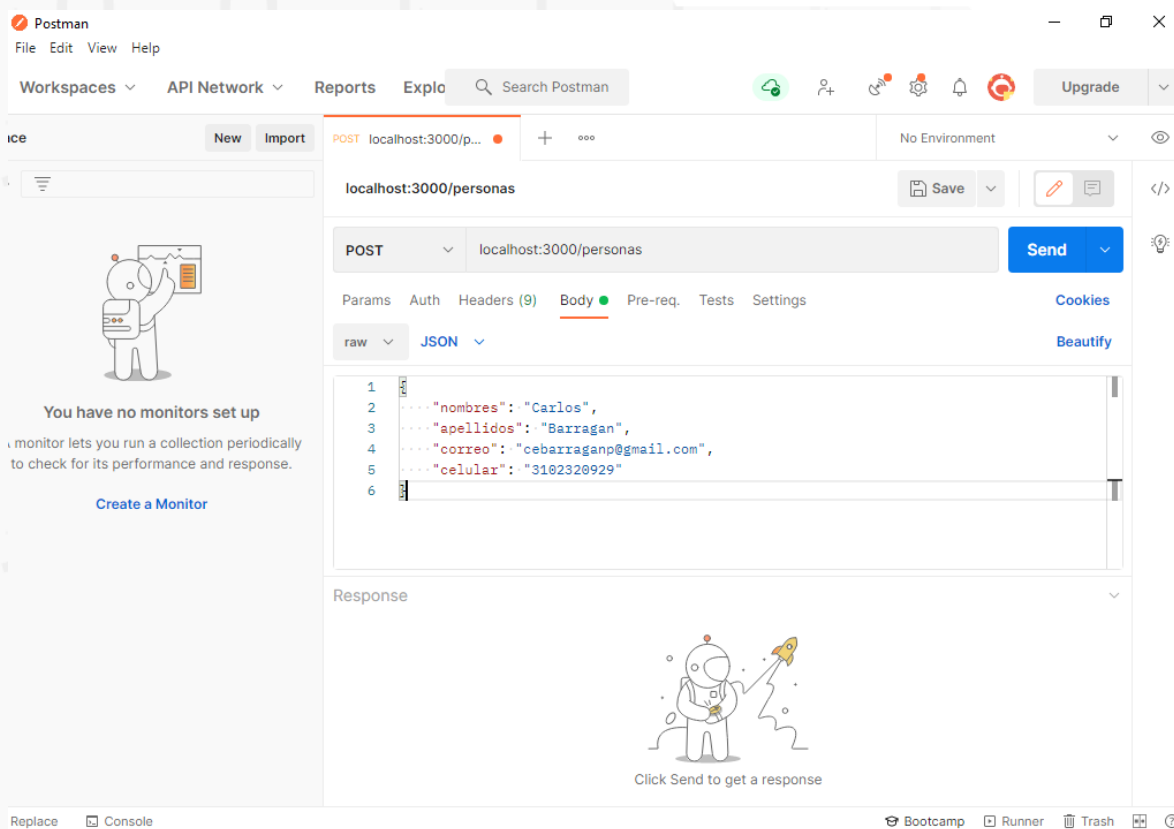 Postman
File Edit View Help
Workspaces API Network Reports Explo Search Postman Upgrade
ce New Import POST localhost:3000/p... No Environment
localhost:3000/personas Save
POST localhost:3000/personas Send
Params Auth Headers (9) Body Pre-req. Tests Settings Cookies
raw JSON Beautify
1 {
2 "nombres": "Carlos",
3 "apellidos": "Barragan",
4 "correo": "cebarraganp@gmail.com",
5 "celular": "3102320929"
6 }
You have no monitors set up
A monitor lets you run a collection periodically
to check for its performance and response.
Create a Monitor
Response
Click Send to get a response
Replace Console Bootcamp Runner Trash